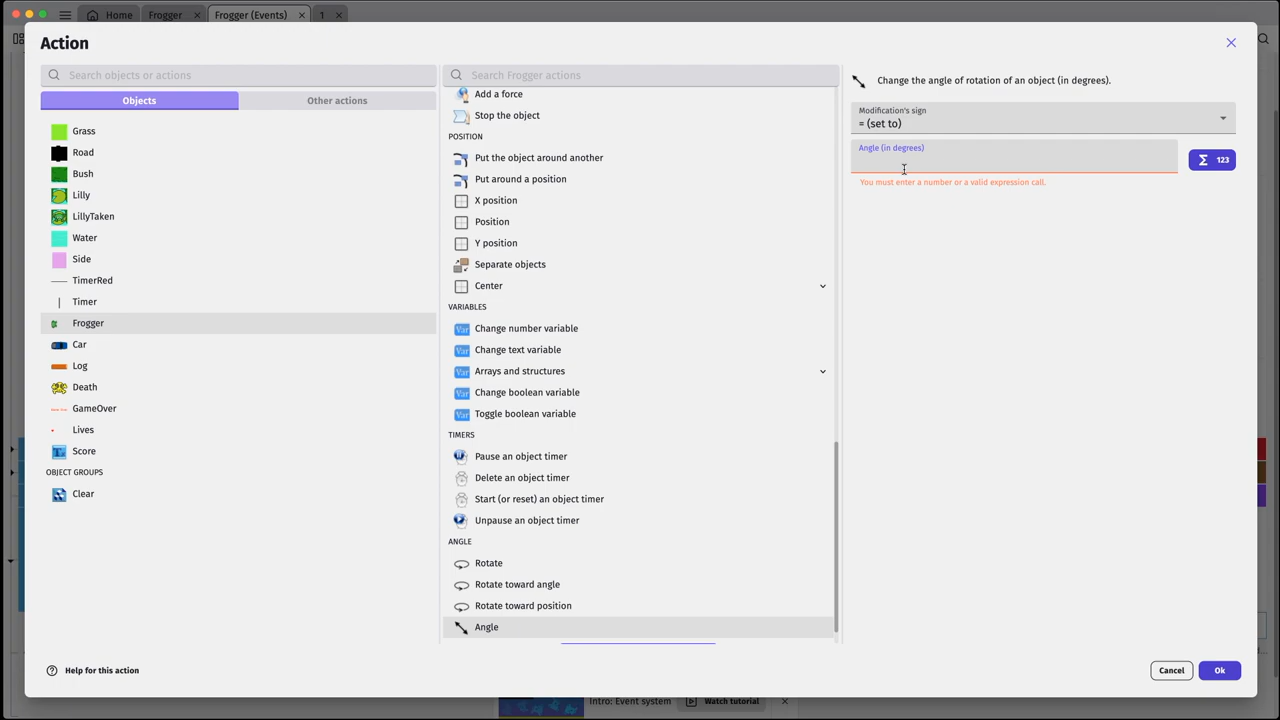 Home
Frogger
Frogger (Events)
1
Action
Search objects or actions
Objects
Other actions
Grass
Road
Bush
Lilly
LillyTaken
Water
Side
TimerRed
Timer
Frogger
Car
Log
Death
GameOver
Lives
Score
OBJECT GROUPS
Clear
Search Frogger actions
Add a force
Stop the object
POSITION
Put the object around another
Put around a position
X position
Position
Y position
Separate objects
Center
VARIABLES
Var Change number variable
Var Change text variable
Var Arrays and structures
Var Change boolean variable
Var Toggle boolean variable
TIMERS
Pause an object timer
Delete an object timer
Start (or reset) an object timer
Unpause an object timer
ANGLE
Rotate
Rotate toward angle
Rotate toward position
Angle
Change the angle of rotation of an object (in degrees).
Modification's sign
= (set to)
Angle (in degrees)
Σ 123
You must enter a number or a valid expression call.
Help for this action
Cancel
Ok
Intro: Event system
Watch tutorial